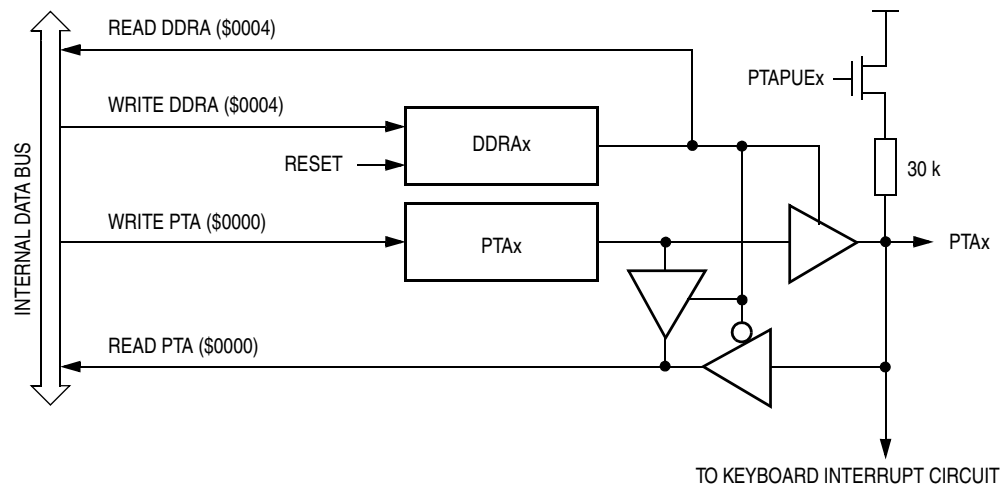 READ DDRA ($0004)
PTAPUEx
WRITE DDRA ($0004)
DDRAx
RESET
30 k
INTERNAL DATA BUS
WRITE PTA ($0000)
PTAx
PTAx
READ PTA ($0000)
TO KEYBOARD INTERRUPT CIRCUIT